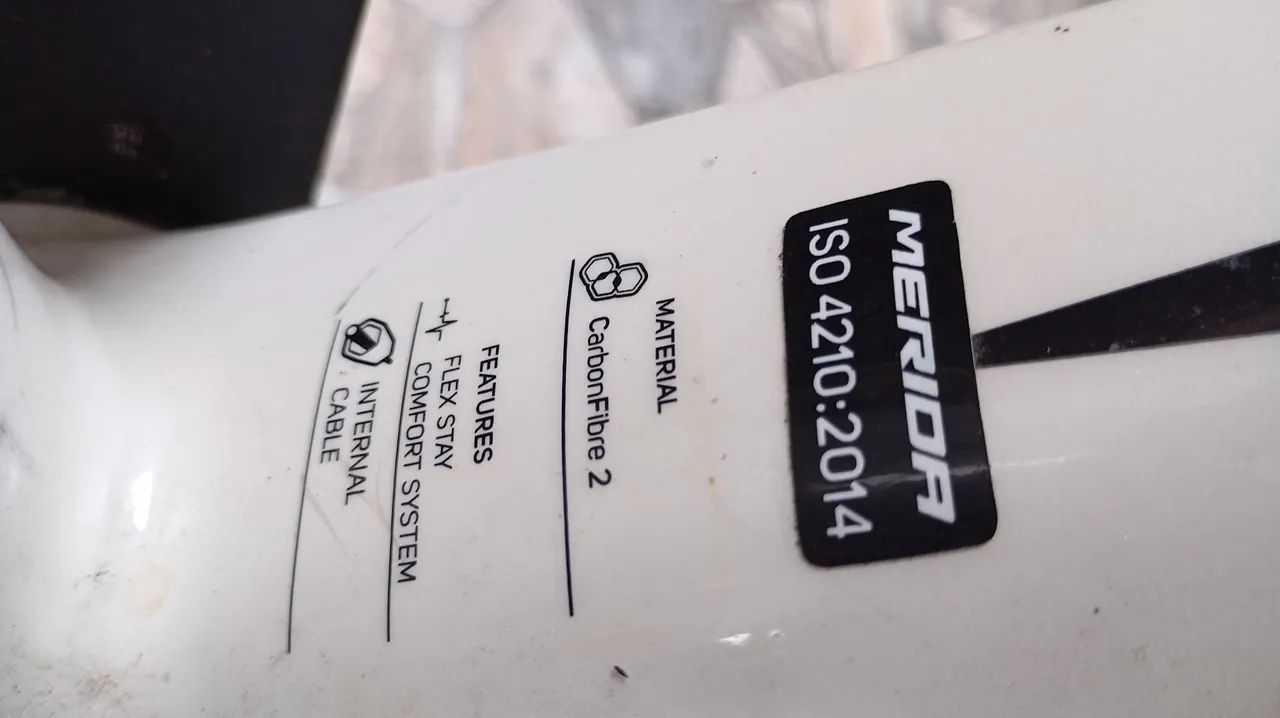 MERIDA
ISO 4210:2014
MATERIAL
CarbonFibre 2
FEATURES
FLEX STAY
COMFORT SYSTEM
INTERNAL
CABLE